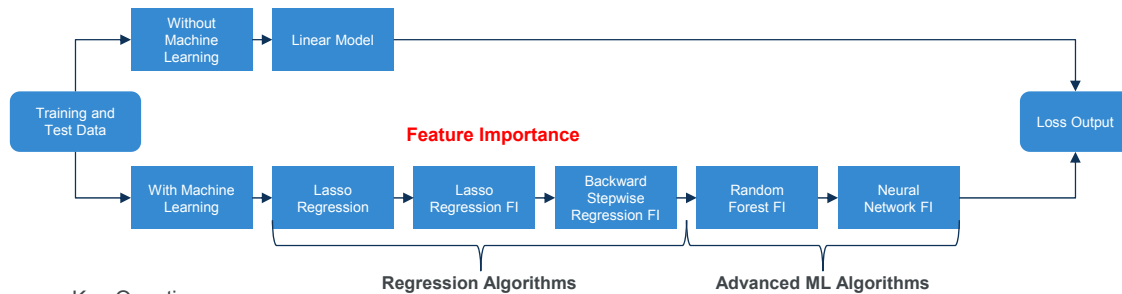 Without
Machine
Learning
Linear Model
Training and
Test Data
Loss Output
Feature Importance
With Machine
Learning
Lasso
Regression
Lasso
Regression FI
Backward
Stepwise
Regression FI
Random
Forest FI
Neural
Network FI
Regression Algorithms
Advanced ML Algorithms